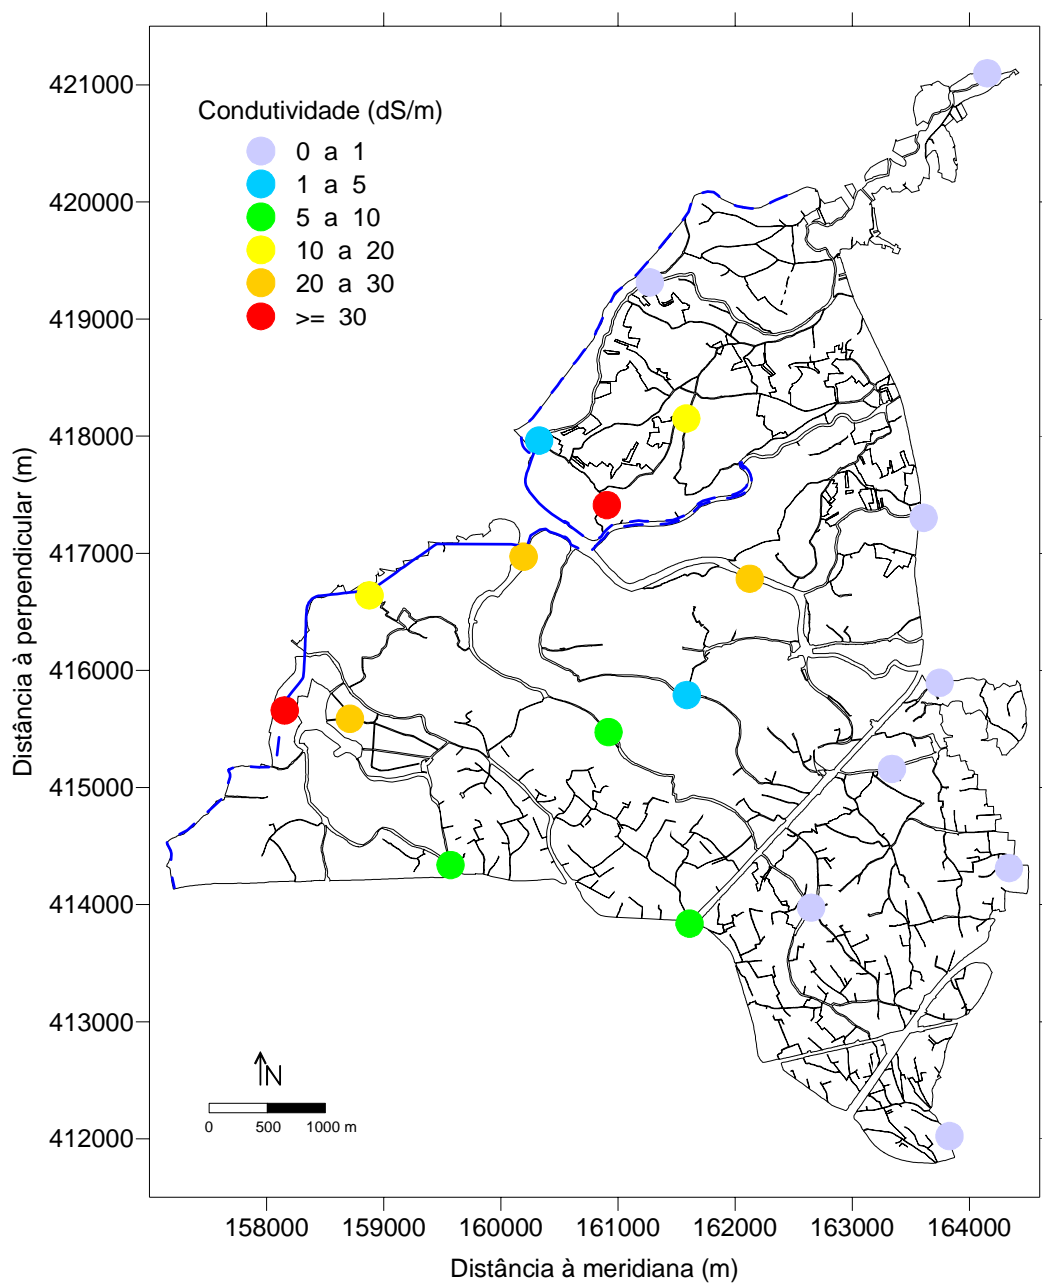 Condutividade (dS/m)
0 a 1
1 a 5
5 a 10
10 a 20
20 a 30
>= 30
421000
420000
419000
418000
417000
416000
415000
414000
413000
412000
Distância à perpendicular (m)
N
0 500 1000 m
158000 159000 160000 161000 162000 163000 164000
Distância à meridiana (m)